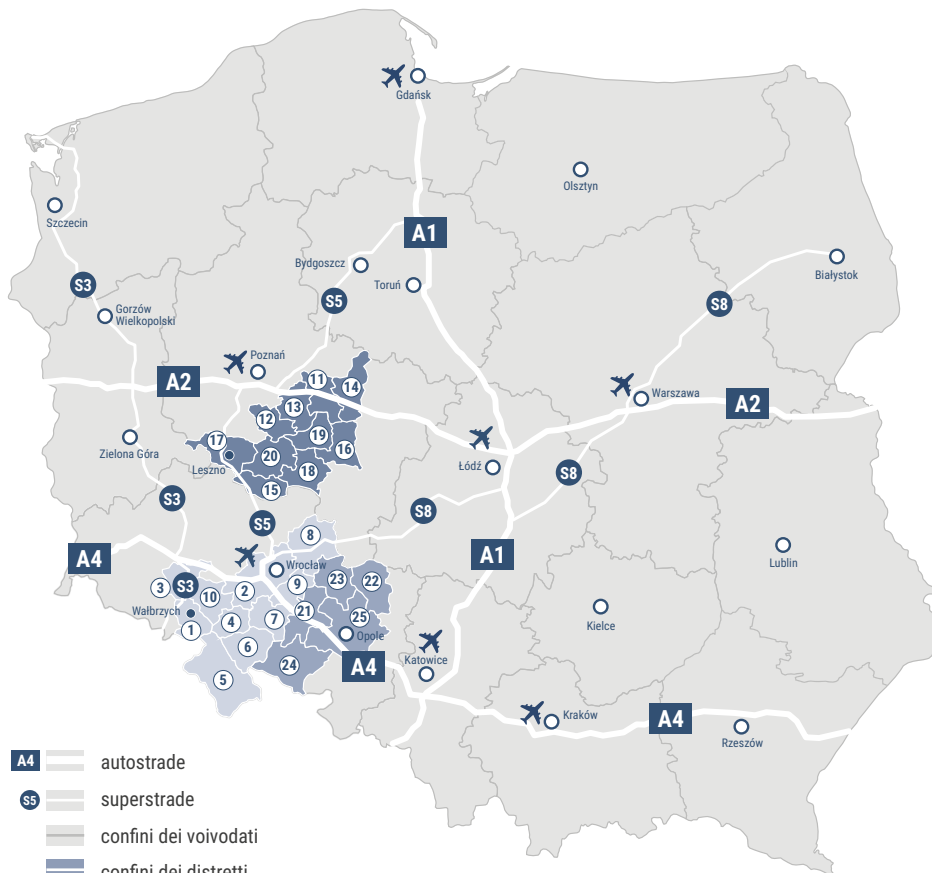 Gdańsk
Olsztyn
Szczecin
A1
Bydgoszcz
Toruń
Białystok
S3
S5
S8
Gorzów
Wielkopolski
Poznań
A2
11
14
Warszawa
A2
13
12
17
19
16
Zielona Góra
Leszno
20
18
Łódź
S8
15
S3
S8
S5
8
A4
A1
Lublin
Wrocław
3
S3
2
9
23
22
10
Wałbrzych
21
25
Kielce
1
4
7
Opole
6
24
A4
Katowice
5
Kraków
A4
Rzeszów
A4 autostrade
S5 superstrade
confini dei voivodati
confini dei distretti